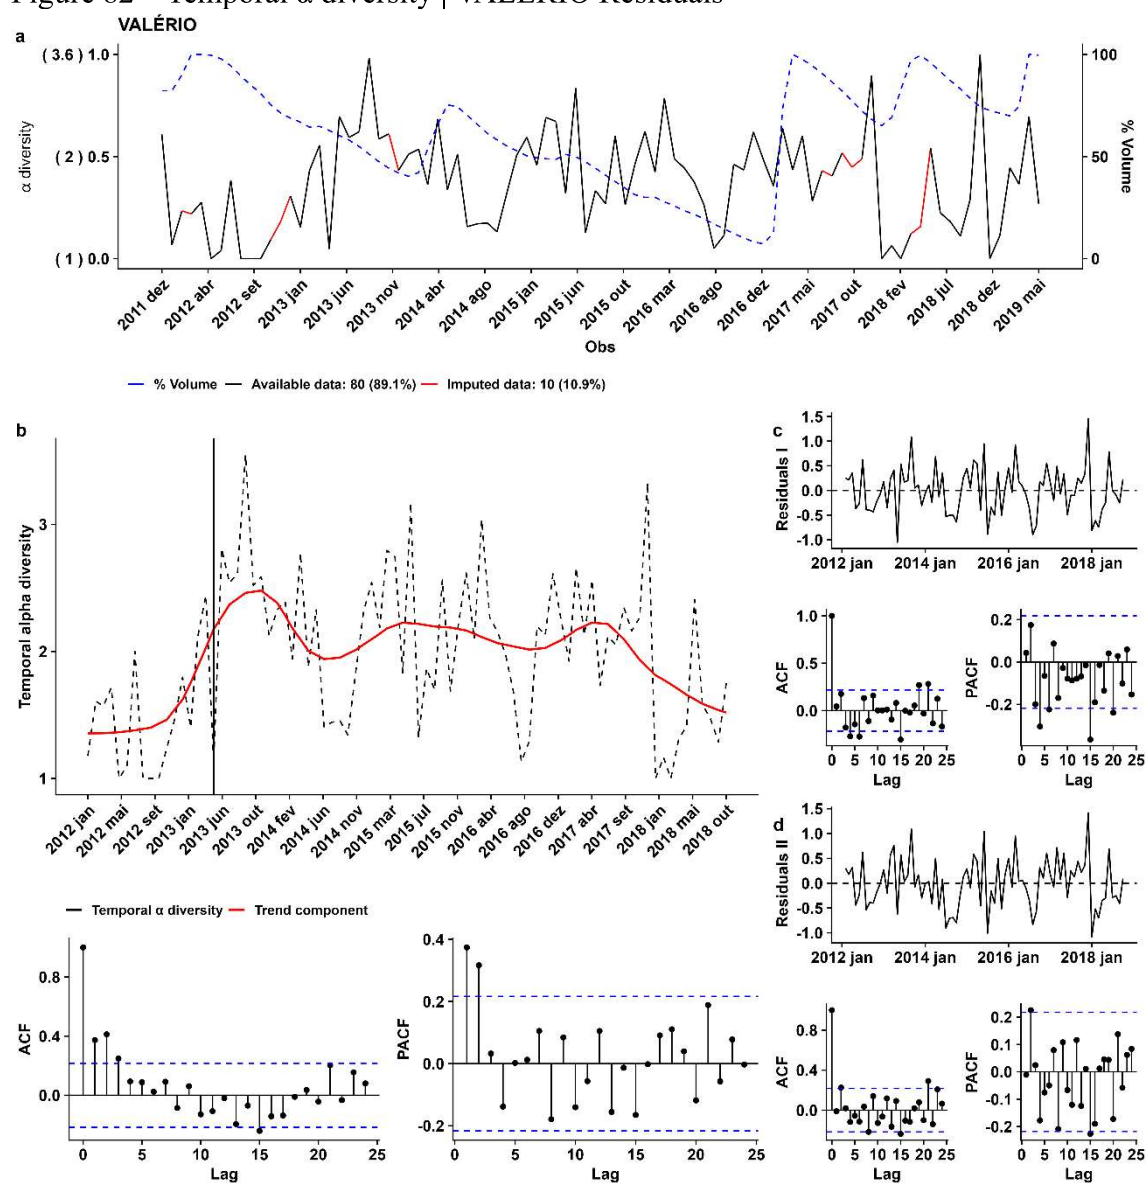 Figure 82 – Temporal α diversity | VALÉRIO Residuals
VALÉRIO
a
( 3.6 ) 1.0
( 2 ) 0.5
( 1 ) 0.0
α diversity
100
50
0
% Volume
2011 dez 2012 abr 2012 set 2013 jan 2013 jun 2013 nov 2014 abr 2014 ago 2015 jan 2015 jun 2015 out 2016 mar 2016 ago 2016 dez 2017 mai 2017 out 2018 fev 2018 jul 2018 dez 2019 mai
Obs
% Volume Available data: 80 (89.1%) Imputed data: 10 (10.9%)
b
Temporal alpha diversity
3
2
1
2012 jan 2012 mai 2012 set 2013 jan 2013 jun 2013 out 2014 fev 2014 jun 2014 nov 2015 mar 2015 jul 2015 nov 2016 abr 2016 ago 2016 dez 2017 abr 2017 set 2018 jan 2018 mai 2018 out
Temporal α diversity Trend component
ACF
0.8
0.4
0.0
0 5 10 15 20 25
Lag
PACF
0.4
0.2
0.0
-0.2
0 5 10 15 20 25
Lag
c
Residuals I
1.5
1.0
0.5
0.0
-0.5
-1.0
2012 jan 2014 jan 2016 jan 2018 jan
ACF
1.0
0.5
0.0
0 5 10 15 20 25
Lag
PACF
0.2
0.0
-0.2
0 5 10 15 20 25
Lag
d
Residuals II
1.5
1.0
0.5
0.0
-0.5
-1.0
2012 jan 2014 jan 2016 jan 2018 jan
ACF
0.8
0.4
0.0
0 5 10 15 20 25
Lag
PACF
0.2
0.1
0.0
-0.1
-0.2
0 5 10 15 20 25
Lag